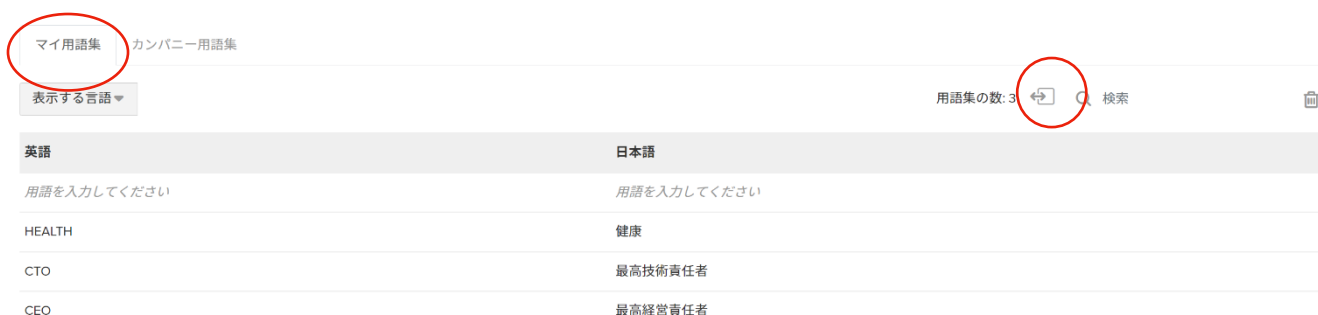 マイ用語集 カンパニー用語集
表示する言語 用語集の数: 3 検索
英語 日本語
用語を入力してください 用語を入力してください
HEALTH 健康
CTO 最高技術責任者
CEO 最高経営責任者